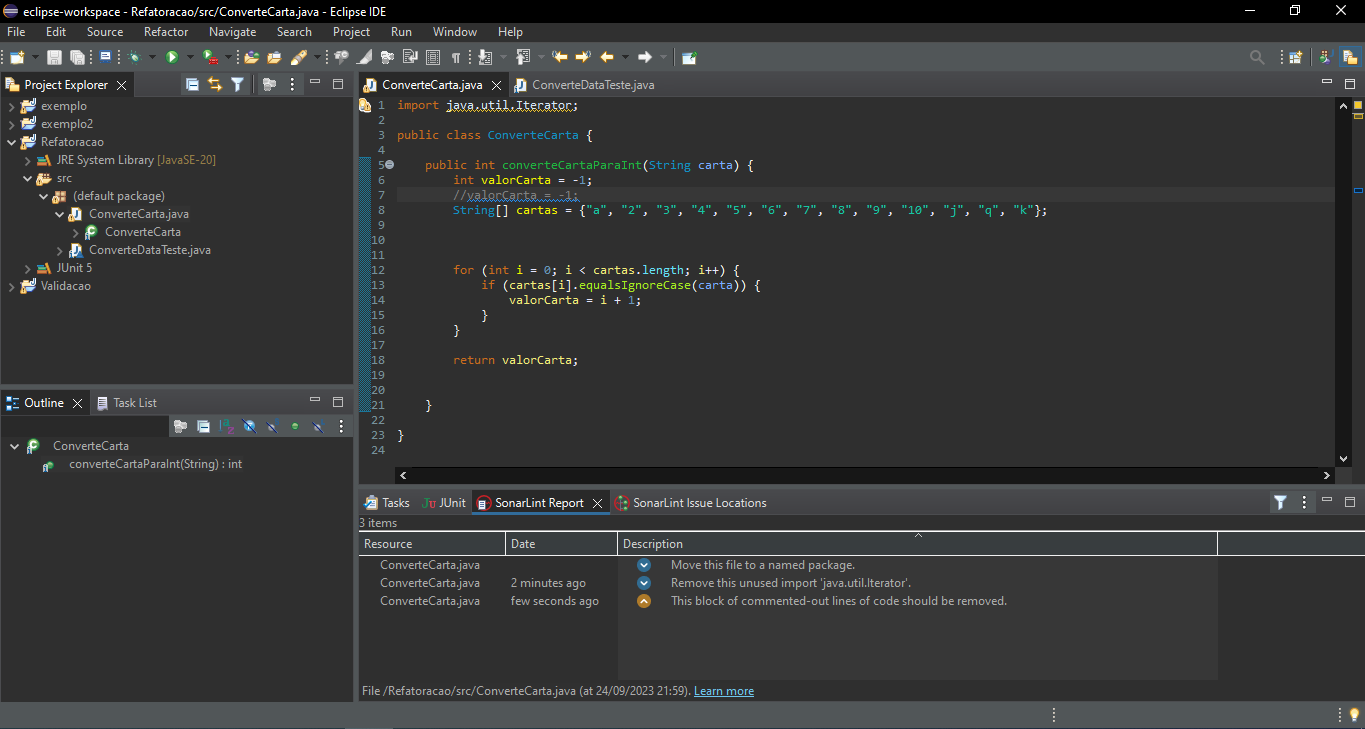 eclipse-workspace - Refatoracao/src/ConverteCarta.java - Eclipse IDE
File Edit Source Refactor Navigate Search Project Run Window Help
Project Explorer
exemplo
exemplo2
Refatoracao
JRE System Library [JavaSE-20]
src
(default package)
ConverteCarta.java
ConverteCarta
ConverteDataTeste.java
JUnit 5
Validacao
Outline Task List
ConverteCarta
converteCartaParaInt(String) : int
ConverteCarta.java ConverteDataTeste.java
1 import java.util.Iterator;
2
3 public class ConverteCarta {
4
5 public int converteCartaParaInt(String carta) {
6 int valorCarta = -1;
7 //valorCarta = -1;
8 String[] cartas = {"a", "2", "3", "4", "5", "6", "7", "8", "9", "10", "j", "q", "k"};
9
10
11
12 for (int i = 0; i < cartas.length; i++) {
13 if (cartas[i].equalsIgnoreCase(carta)) {
14 valorCarta = i + 1;
15 }
16 }
17
18 return valorCarta;
19
20
21 }
22
23 }
24
Tasks JUnit SonarLint Report SonarLint Issue Locations
3 items
Resource Date Description
ConverteCarta.java Move this file to a named package.
ConverteCarta.java 2 minutes ago Remove this unused import 'java.util.Iterator'.
ConverteCarta.java few seconds ago This block of commented-out lines of code should be removed.
File /Refatoracao/src/ConverteCarta.java (at 24/09/2023 21:59). Learn more